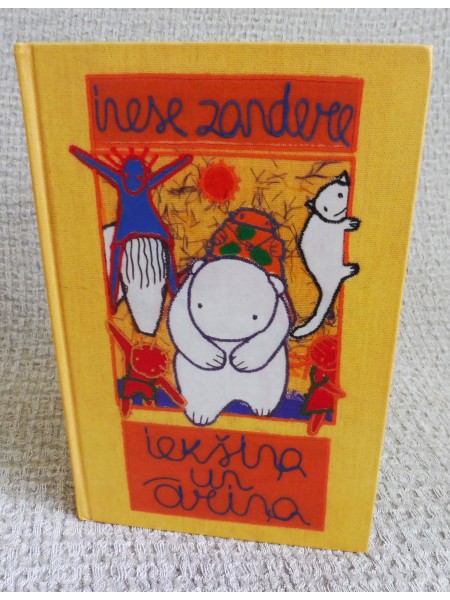 inese zandere
iekšiņa
un
āriņa